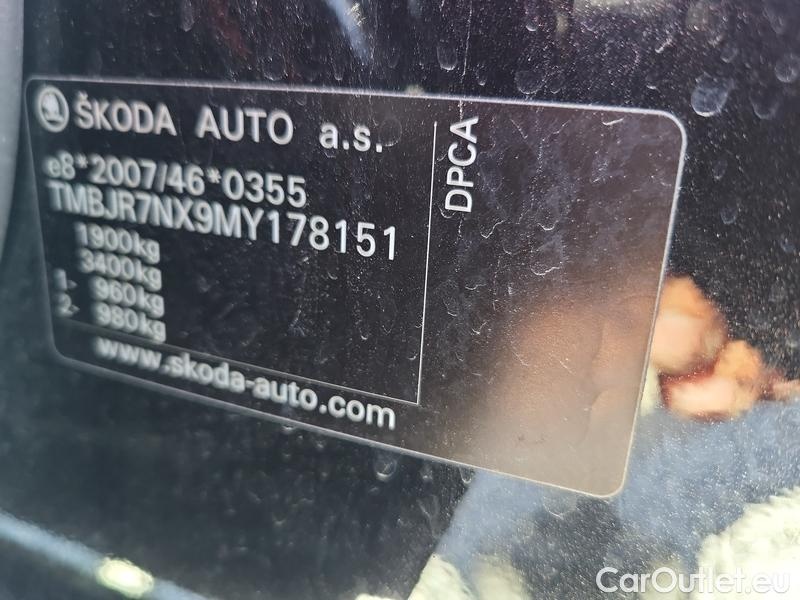 ŠKODA AUTO a.s.
e8*2007/46*0355
TMBJR7NX9MY178151
1900kg
3400kg
1- 960kg
2- 980kg
www.skoda-auto.com
DPCA
CarOutlet.eu